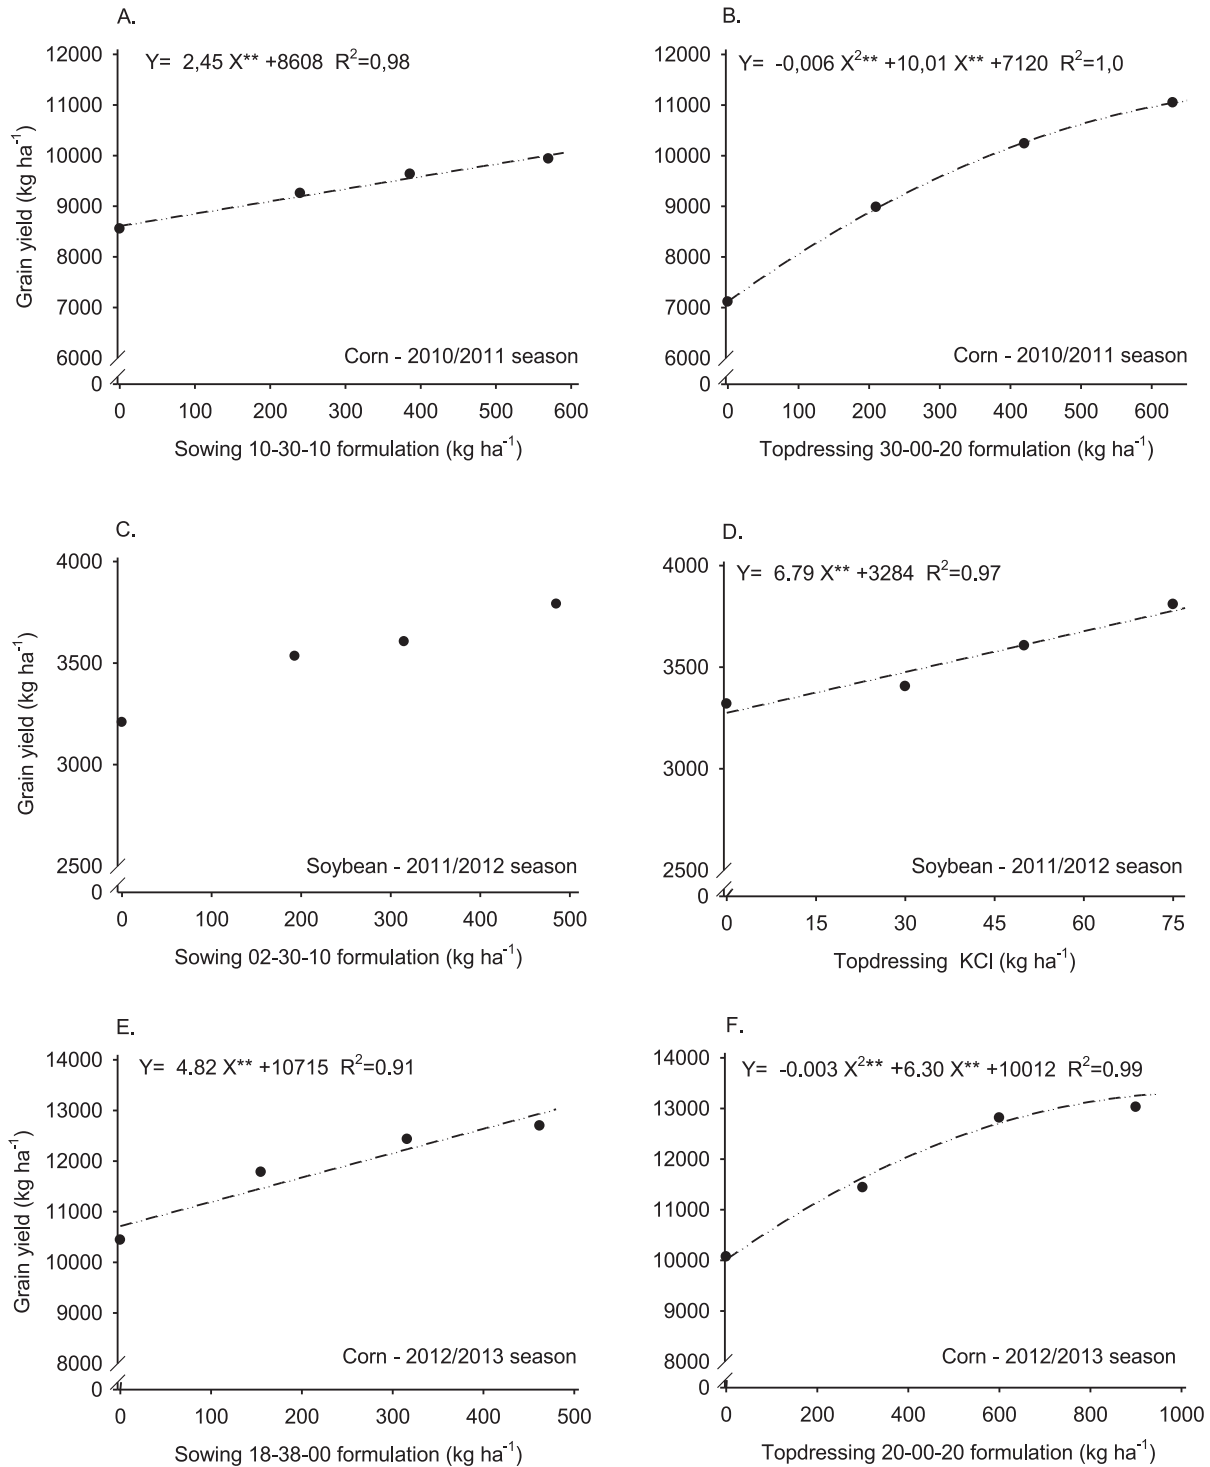 A.
Y= 2,45 X** +8608 R²=0,98
12000
11000
10000
9000
8000
7000
6000
0
Grain yield (kg ha⁻¹)
Corn - 2010/2011 season
0 100 200 300 400 500 600
Sowing 10-30-10 formulation (kg ha⁻¹)
B.
Y= -0,006 X²** +10,01 X** +7120 R²=1,0
12000
11000
10000
9000
8000
7000
6000
0
Corn - 2010/2011 season
0 100 200 300 400 500 600
Topdressing 30-00-20 formulation (kg ha⁻¹)
C.
4000
3500
3000
2500
0
Grain yield (kg ha⁻¹)
Soybean - 2011/2012 season
0 100 200 300 400 500
Sowing 02-30-10 formulation (kg ha⁻¹)
D.
Y= 6.79 X** +3284 R²=0.97
4000
3500
3000
2500
0
Soybean - 2011/2012 season
0 15 30 45 60 75
Topdressing KCl (kg ha⁻¹)
E.
Y= 4.82 X** +10715 R²=0.91
14000
13000
12000
11000
10000
9000
8000
0
Grain yield (kg ha⁻¹)
Corn - 2012/2013 season
0 100 200 300 400 500
Sowing 18-38-00 formulation (kg ha⁻¹)
F.
Y= -0.003 X²** +6.30 X** +10012 R²=0.99
14000
13000
12000
11000
10000
9000
8000
0
Corn - 2012/2013 season
0 200 400 600 800 1000
Topdressing 20-00-20 formulation (kg ha⁻¹)